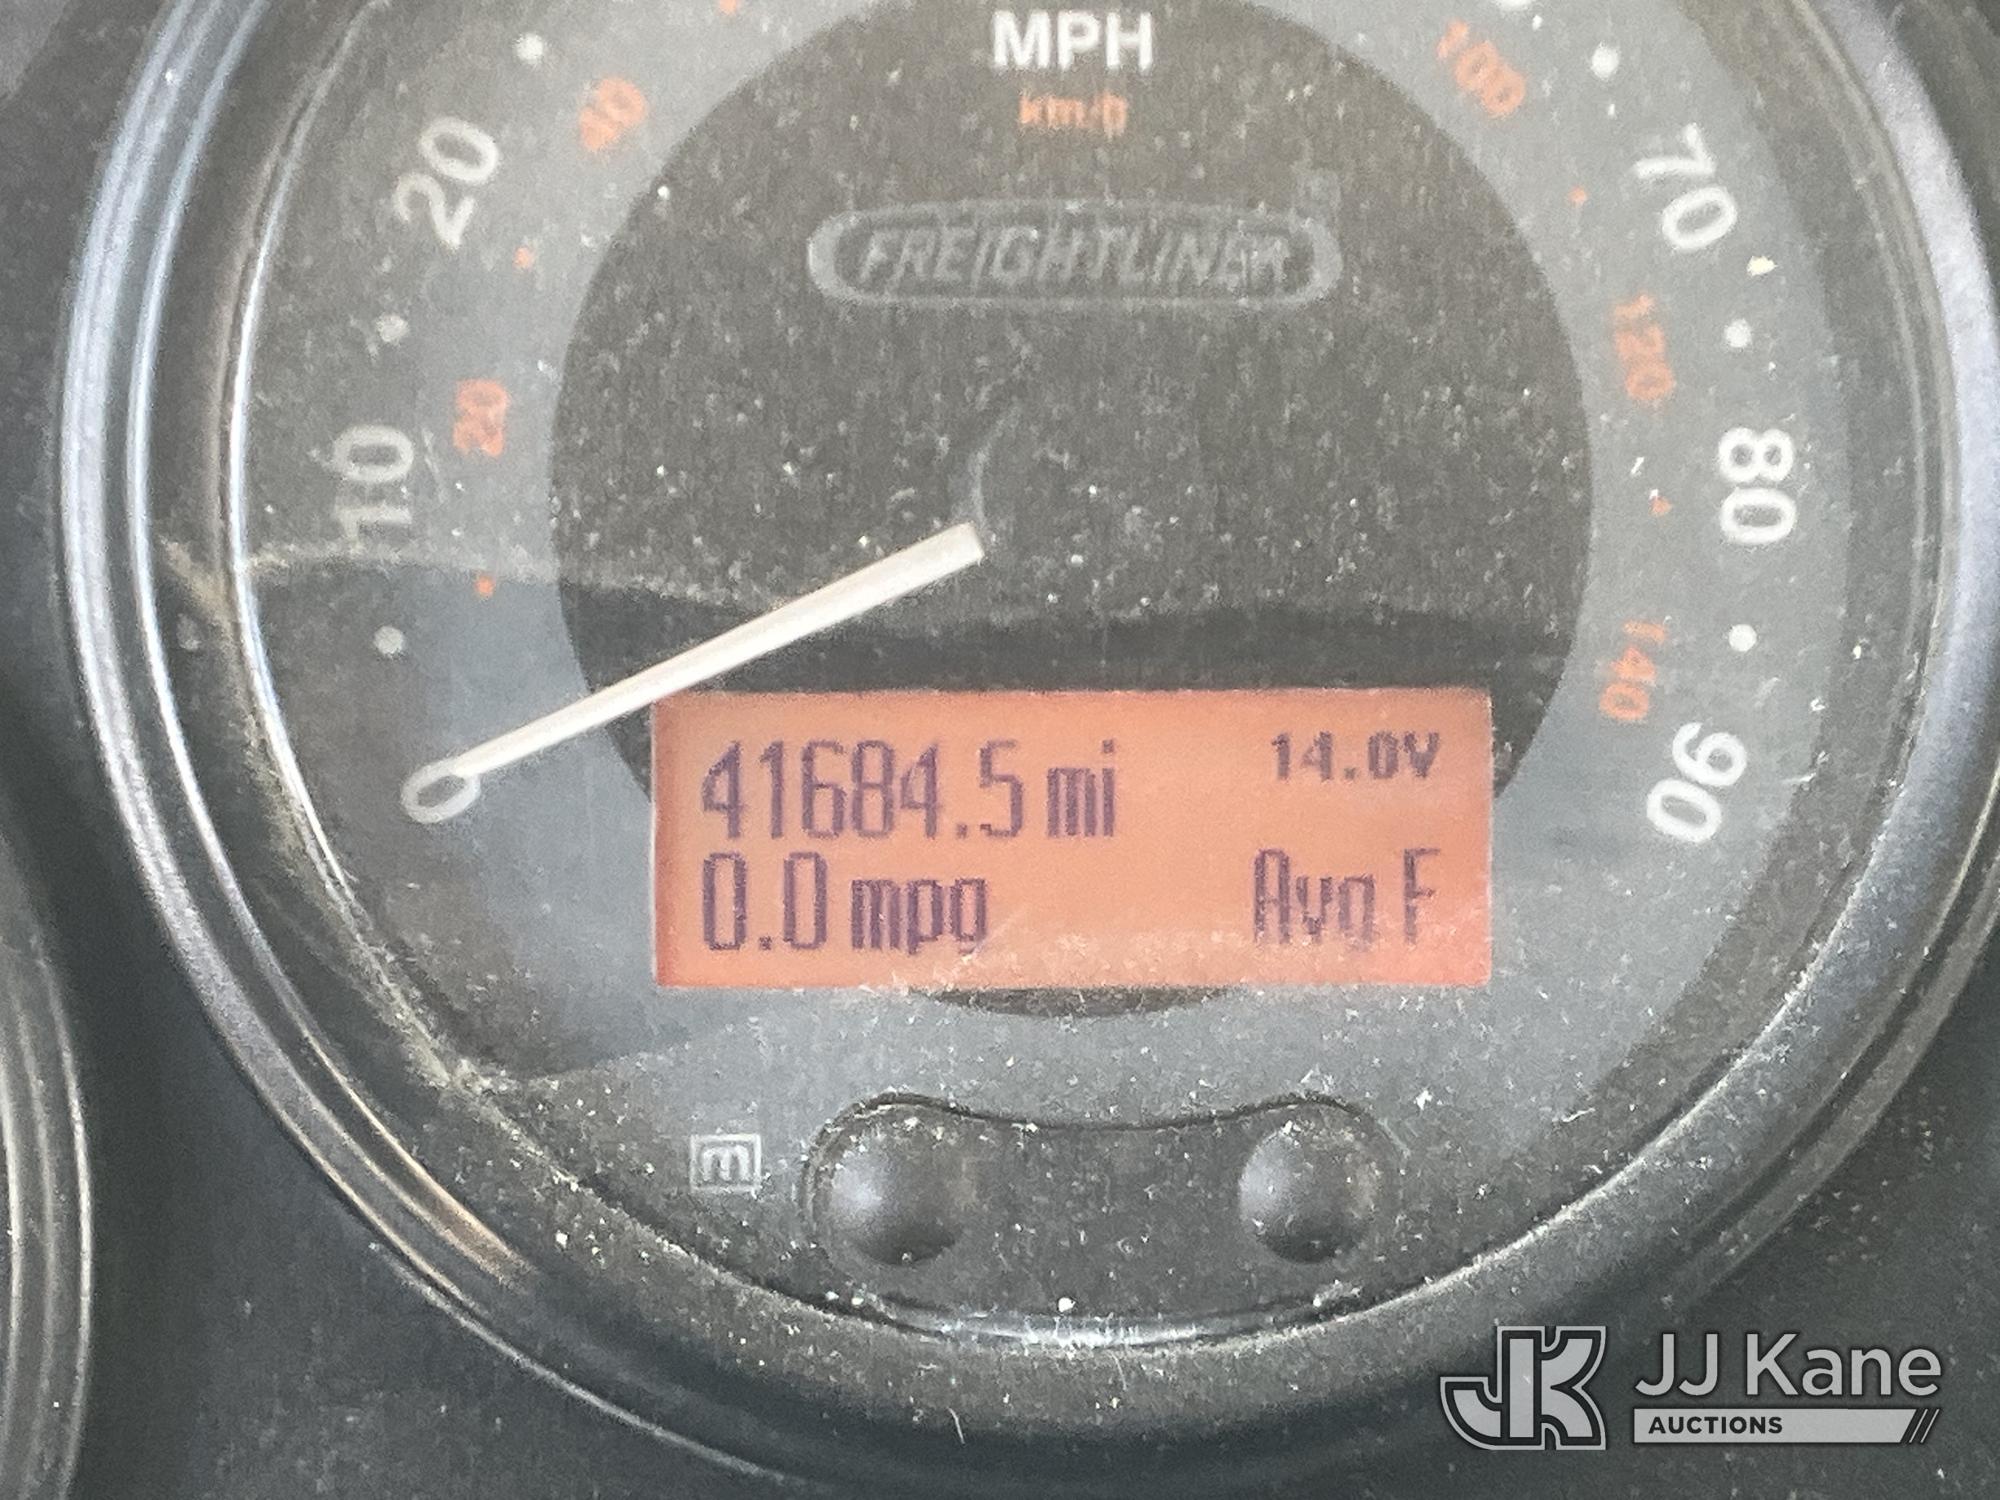 MPH
km/h
FREIGHTLINER
10
20
70
80
90
20
40
100
120
140
41684.5 mi 14.0V
0.0 mpg Avg F
m
JK
JJ Kane
AUCTIONS